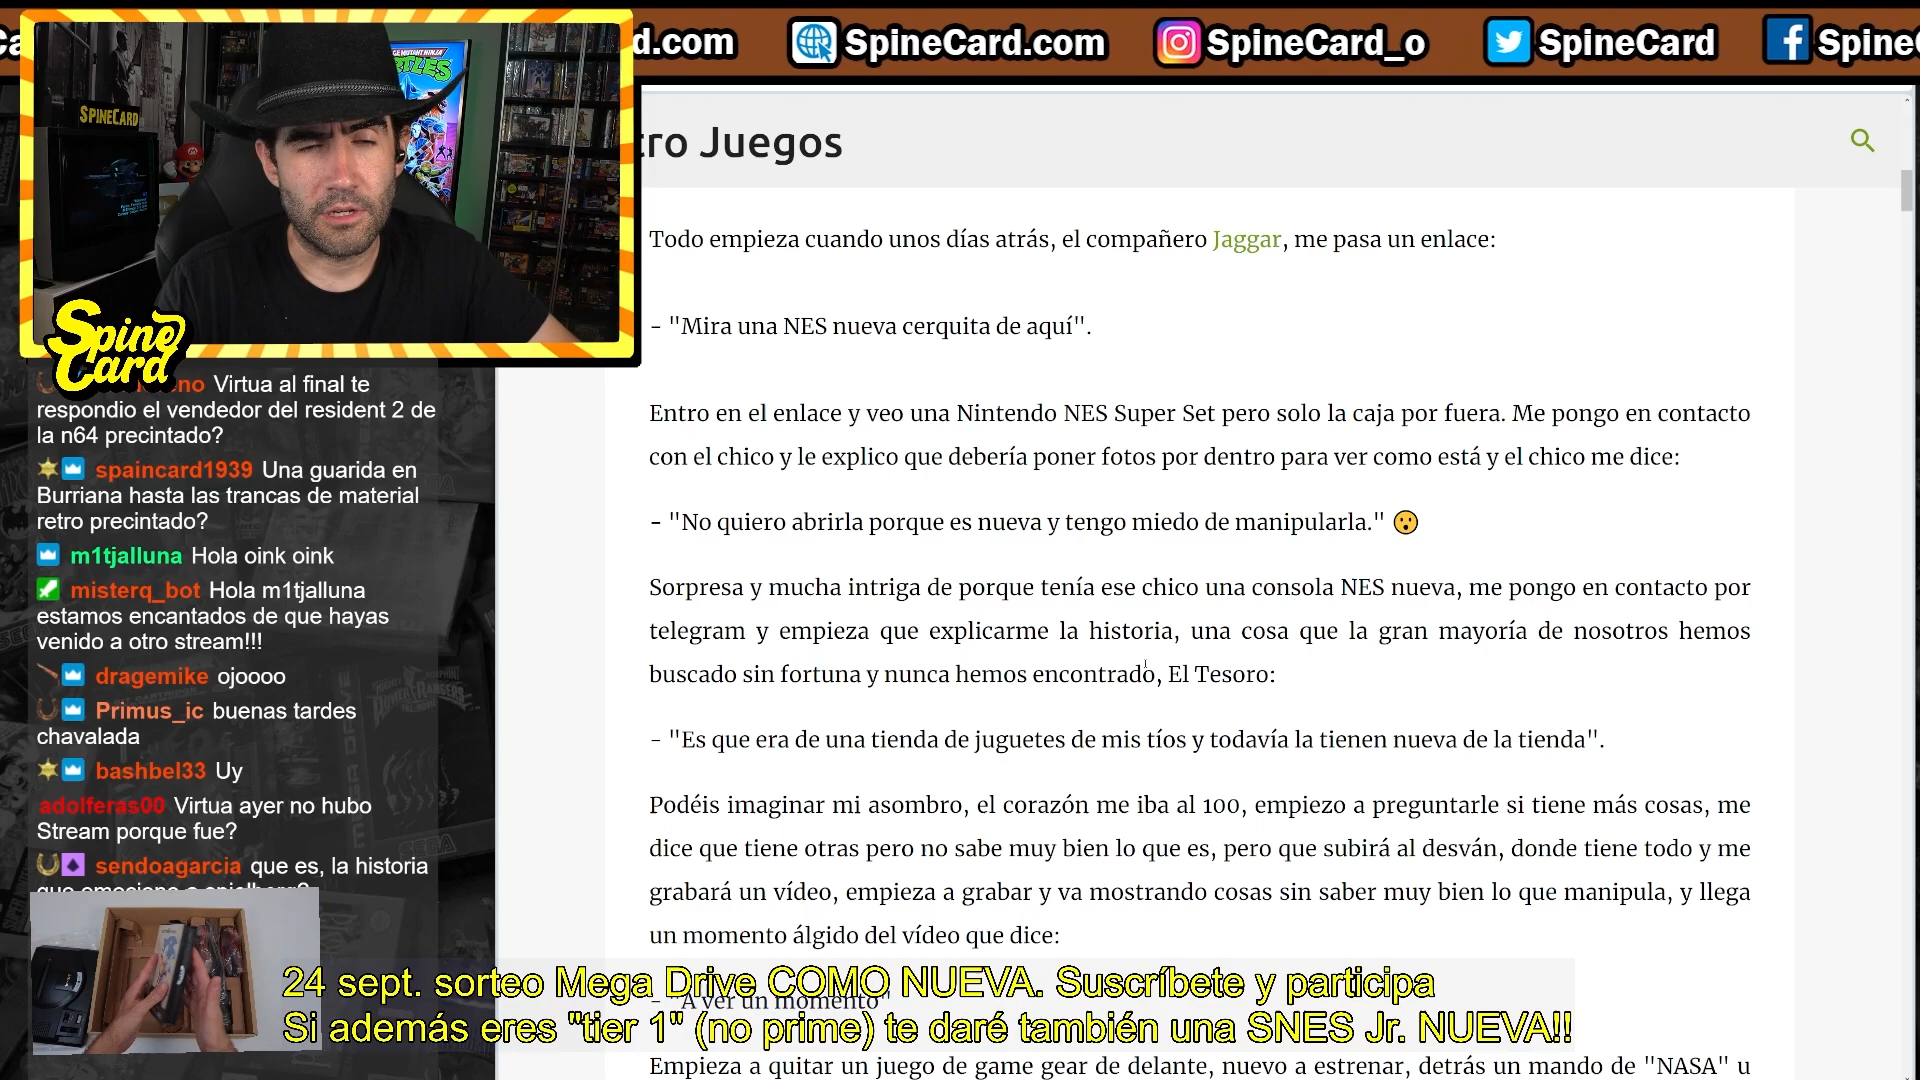 d.com
SpineCard.com
SpineCard_o
SpineCard
Spine
SPINECARD
Spine
Card
tro Juegos
Todo empieza cuando unos días atrás, el compañero Jaggar, me pasa un enlace:
- "Mira una NES nueva cerquita de aquí".
Entro en el enlace y veo una Nintendo NES Super Set pero solo la caja por fuera. Me pongo en contacto
con el chico y le explico que debería poner fotos por dentro para ver como está y el chico me dice:
- "No quiero abrirla porque es nueva y tengo miedo de manipularla." 😮
Sorpresa y mucha intriga de porque tenía ese chico una consola NES nueva, me pongo en contacto por
telegram y empieza que explicarme la historia, una cosa que la gran mayoría de nosotros hemos
buscado sin fortuna y nunca hemos encontrado, El Tesoro:
- "Es que era de una tienda de juguetes de mis tíos y todavía la tienen nueva de la tienda".
Podéis imaginar mi asombro, el corazón me iba al 100, empiezo a preguntarle si tiene más cosas, me
dice que tiene otras pero no sabe muy bien lo que es, pero que subirá al desván, donde tiene todo y me
grabará un vídeo, empieza a grabar y va mostrando cosas sin saber muy bien lo que manipula, y llega
un momento álgido del vídeo que dice:
- "A ver un momento"
Empieza a quitar un juego de game gear de delante, nuevo a estrenar, detrás un mando de "NASA" u
no Virtua al final te
respondio el vendedor del resident 2 de
la n64 precintado?
spaincard1939 Una guarida en
Burriana hasta las trancas de material
retro precintado?
m1tjalluna Hola oink oink
misterq_bot Hola m1tjalluna
estamos encantados de que hayas
venido a otro stream!!!
dragemike ojoooo
Primus_ic buenas tardes
chavalada
bashbel33 Uy
adolferas00 Virtua ayer no hubo
Stream porque fue?
sendoagarcia que es, la historia
24 sept. sorteo Mega Drive COMO NUEVA. Suscríbete y participa
Si además eres "tier 1" (no prime) te daré también una SNES Jr. NUEVA!!